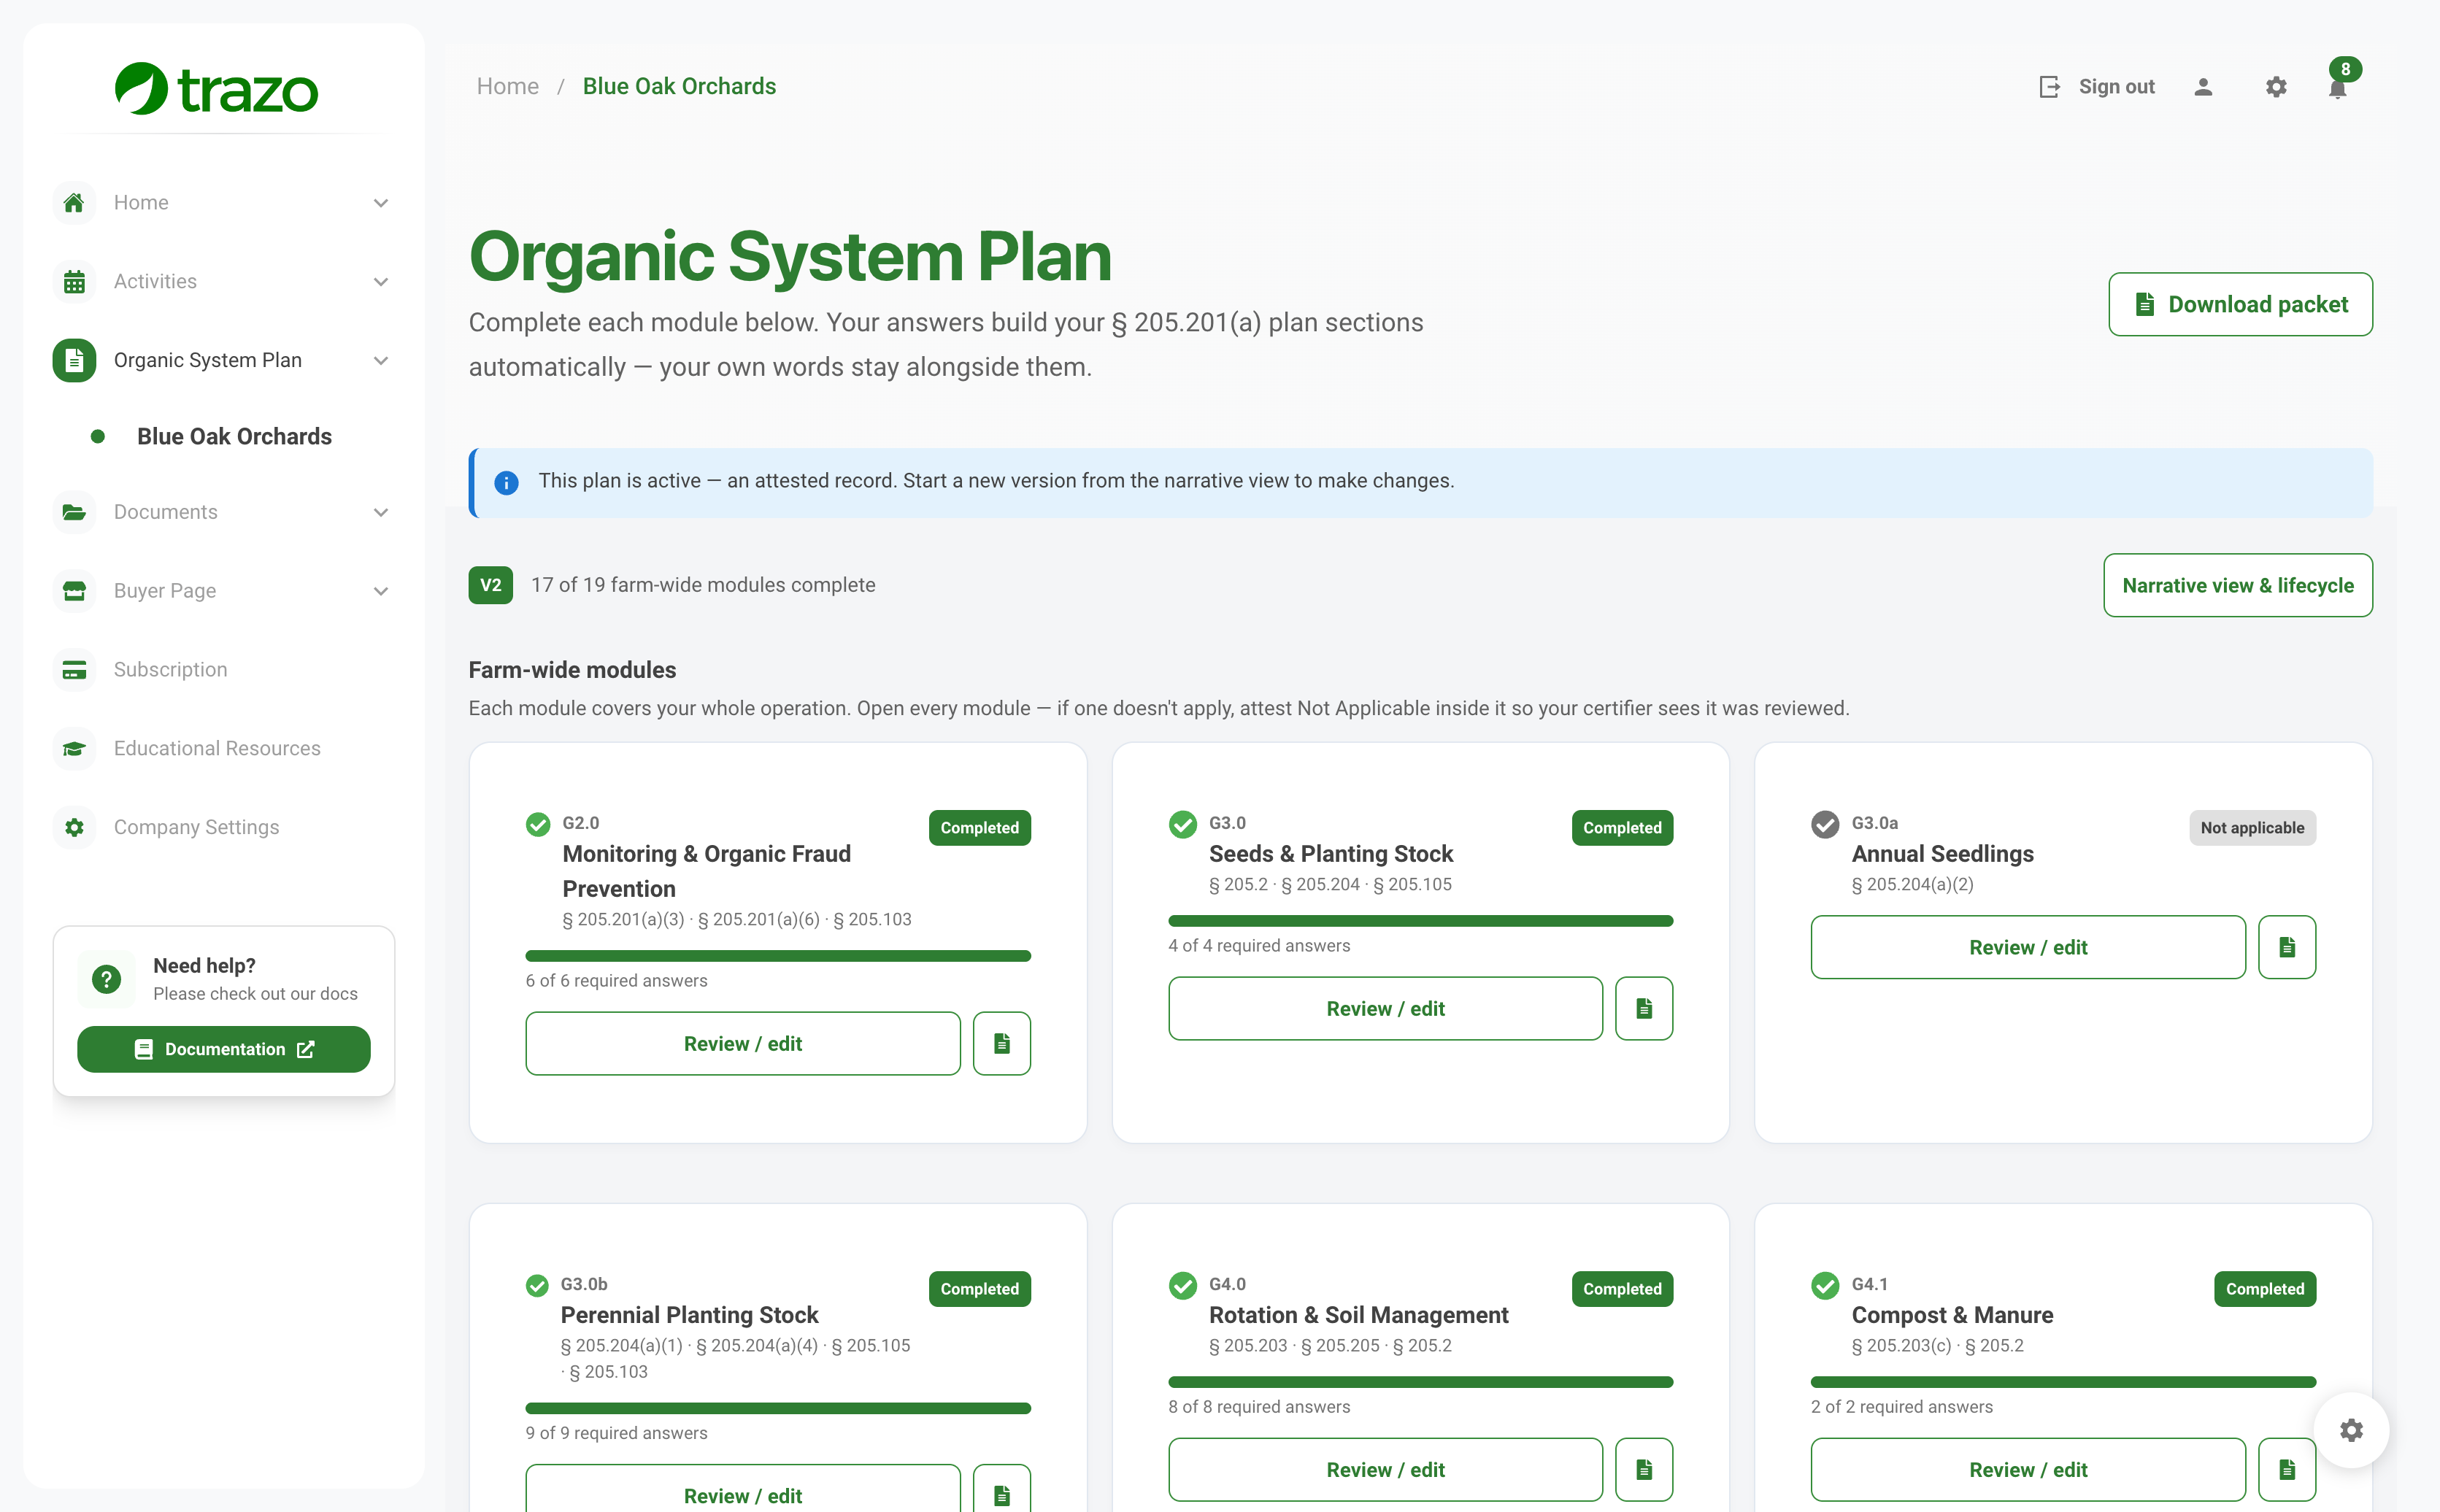 trazo
Home
Activities
Organic System Plan
Blue Oak Orchards
Documents
Buyer Page
Subscription
Educational Resources
Company Settings
Need help?
Please check out our docs
Documentation
Home / Blue Oak Orchards
Sign out
8
Organic System Plan
Complete each module below. Your answers build your § 205.201(a) plan sections
automatically — your own words stay alongside them.
Download packet
This plan is active — an attested record. Start a new version from the narrative view to make changes.
V2 17 of 19 farm-wide modules complete
Narrative view & lifecycle
Farm-wide modules
Each module covers your whole operation. Open every module — if one doesn't apply, attest Not Applicable inside it so your certifier sees it was reviewed.
G2.0
Completed
Monitoring & Organic Fraud
Prevention
§ 205.201(a)(3) · § 205.201(a)(6) · § 205.103
6 of 6 required answers
Review / edit
G3.0
Completed
Seeds & Planting Stock
§ 205.2 · § 205.204 · § 205.105
4 of 4 required answers
Review / edit
G3.0a
Not applicable
Annual Seedlings
§ 205.204(a)(2)
Review / edit
G3.0b
Completed
Perennial Planting Stock
§ 205.204(a)(1) · § 205.204(a)(4) · § 205.105
· § 205.103
9 of 9 required answers
Review / edit
G4.0
Completed
Rotation & Soil Management
§ 205.203 · § 205.205 · § 205.2
8 of 8 required answers
Review / edit
G4.1
Completed
Compost & Manure
§ 205.203(c) · § 205.2
2 of 2 required answers
Review / edit